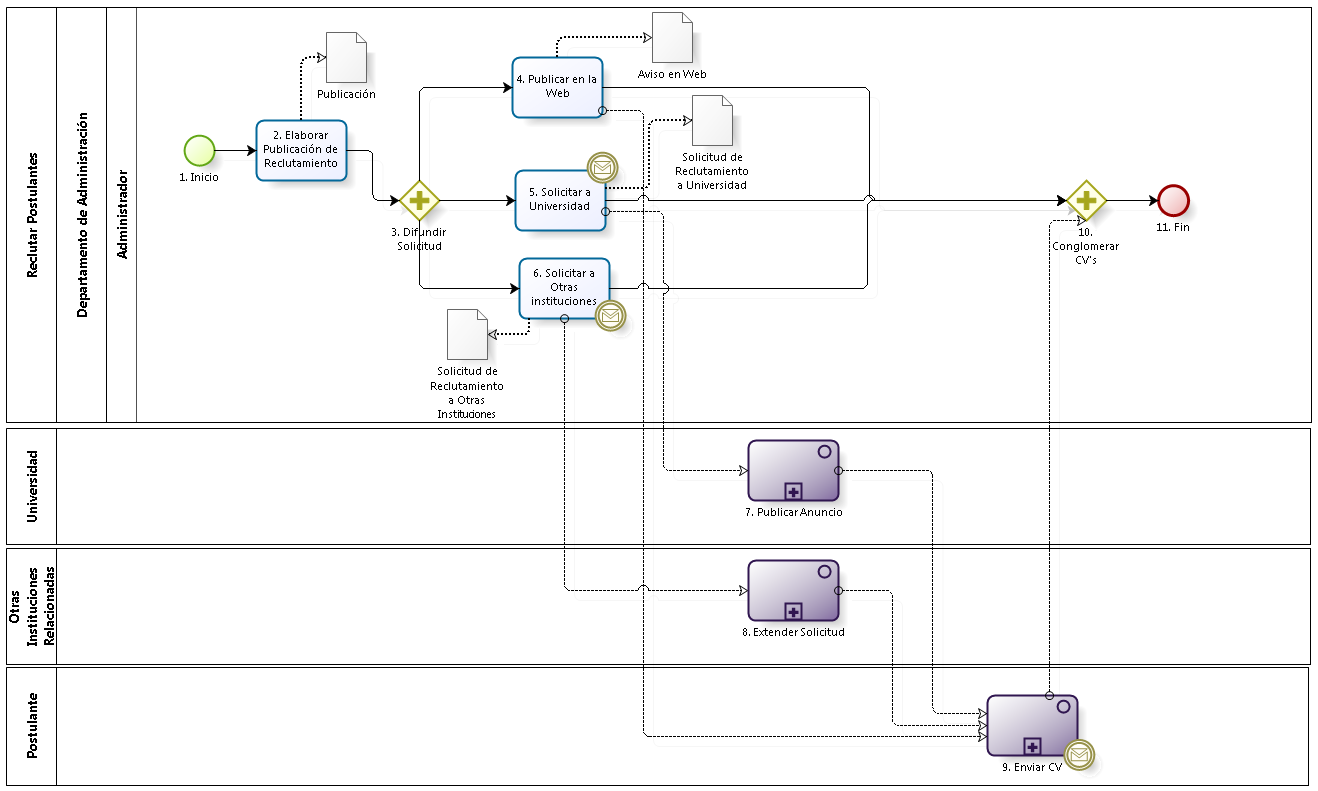 Reclutar Postulantes
Departamento de Administración
Administrador
1. Inicio
2. Elaborar
Publicación de
Reclutamiento
Publicación
3. Difundir
Solicitud
4. Publicar en la
Web
Aviso en Web
5. Solicitar a
Universidad
Solicitud de
Reclutamiento
a Universidad
6. Solicitar a
Otras
instituciones
Solicitud de
Reclutamiento
a Otras
Instituciones
10.
Conglomerar
CV's
11. Fin
Universidad
7. Publicar Anuncio
Otras
Instituciones
Relacionadas
8. Extender Solicitud
Postulante
9. Enviar CV